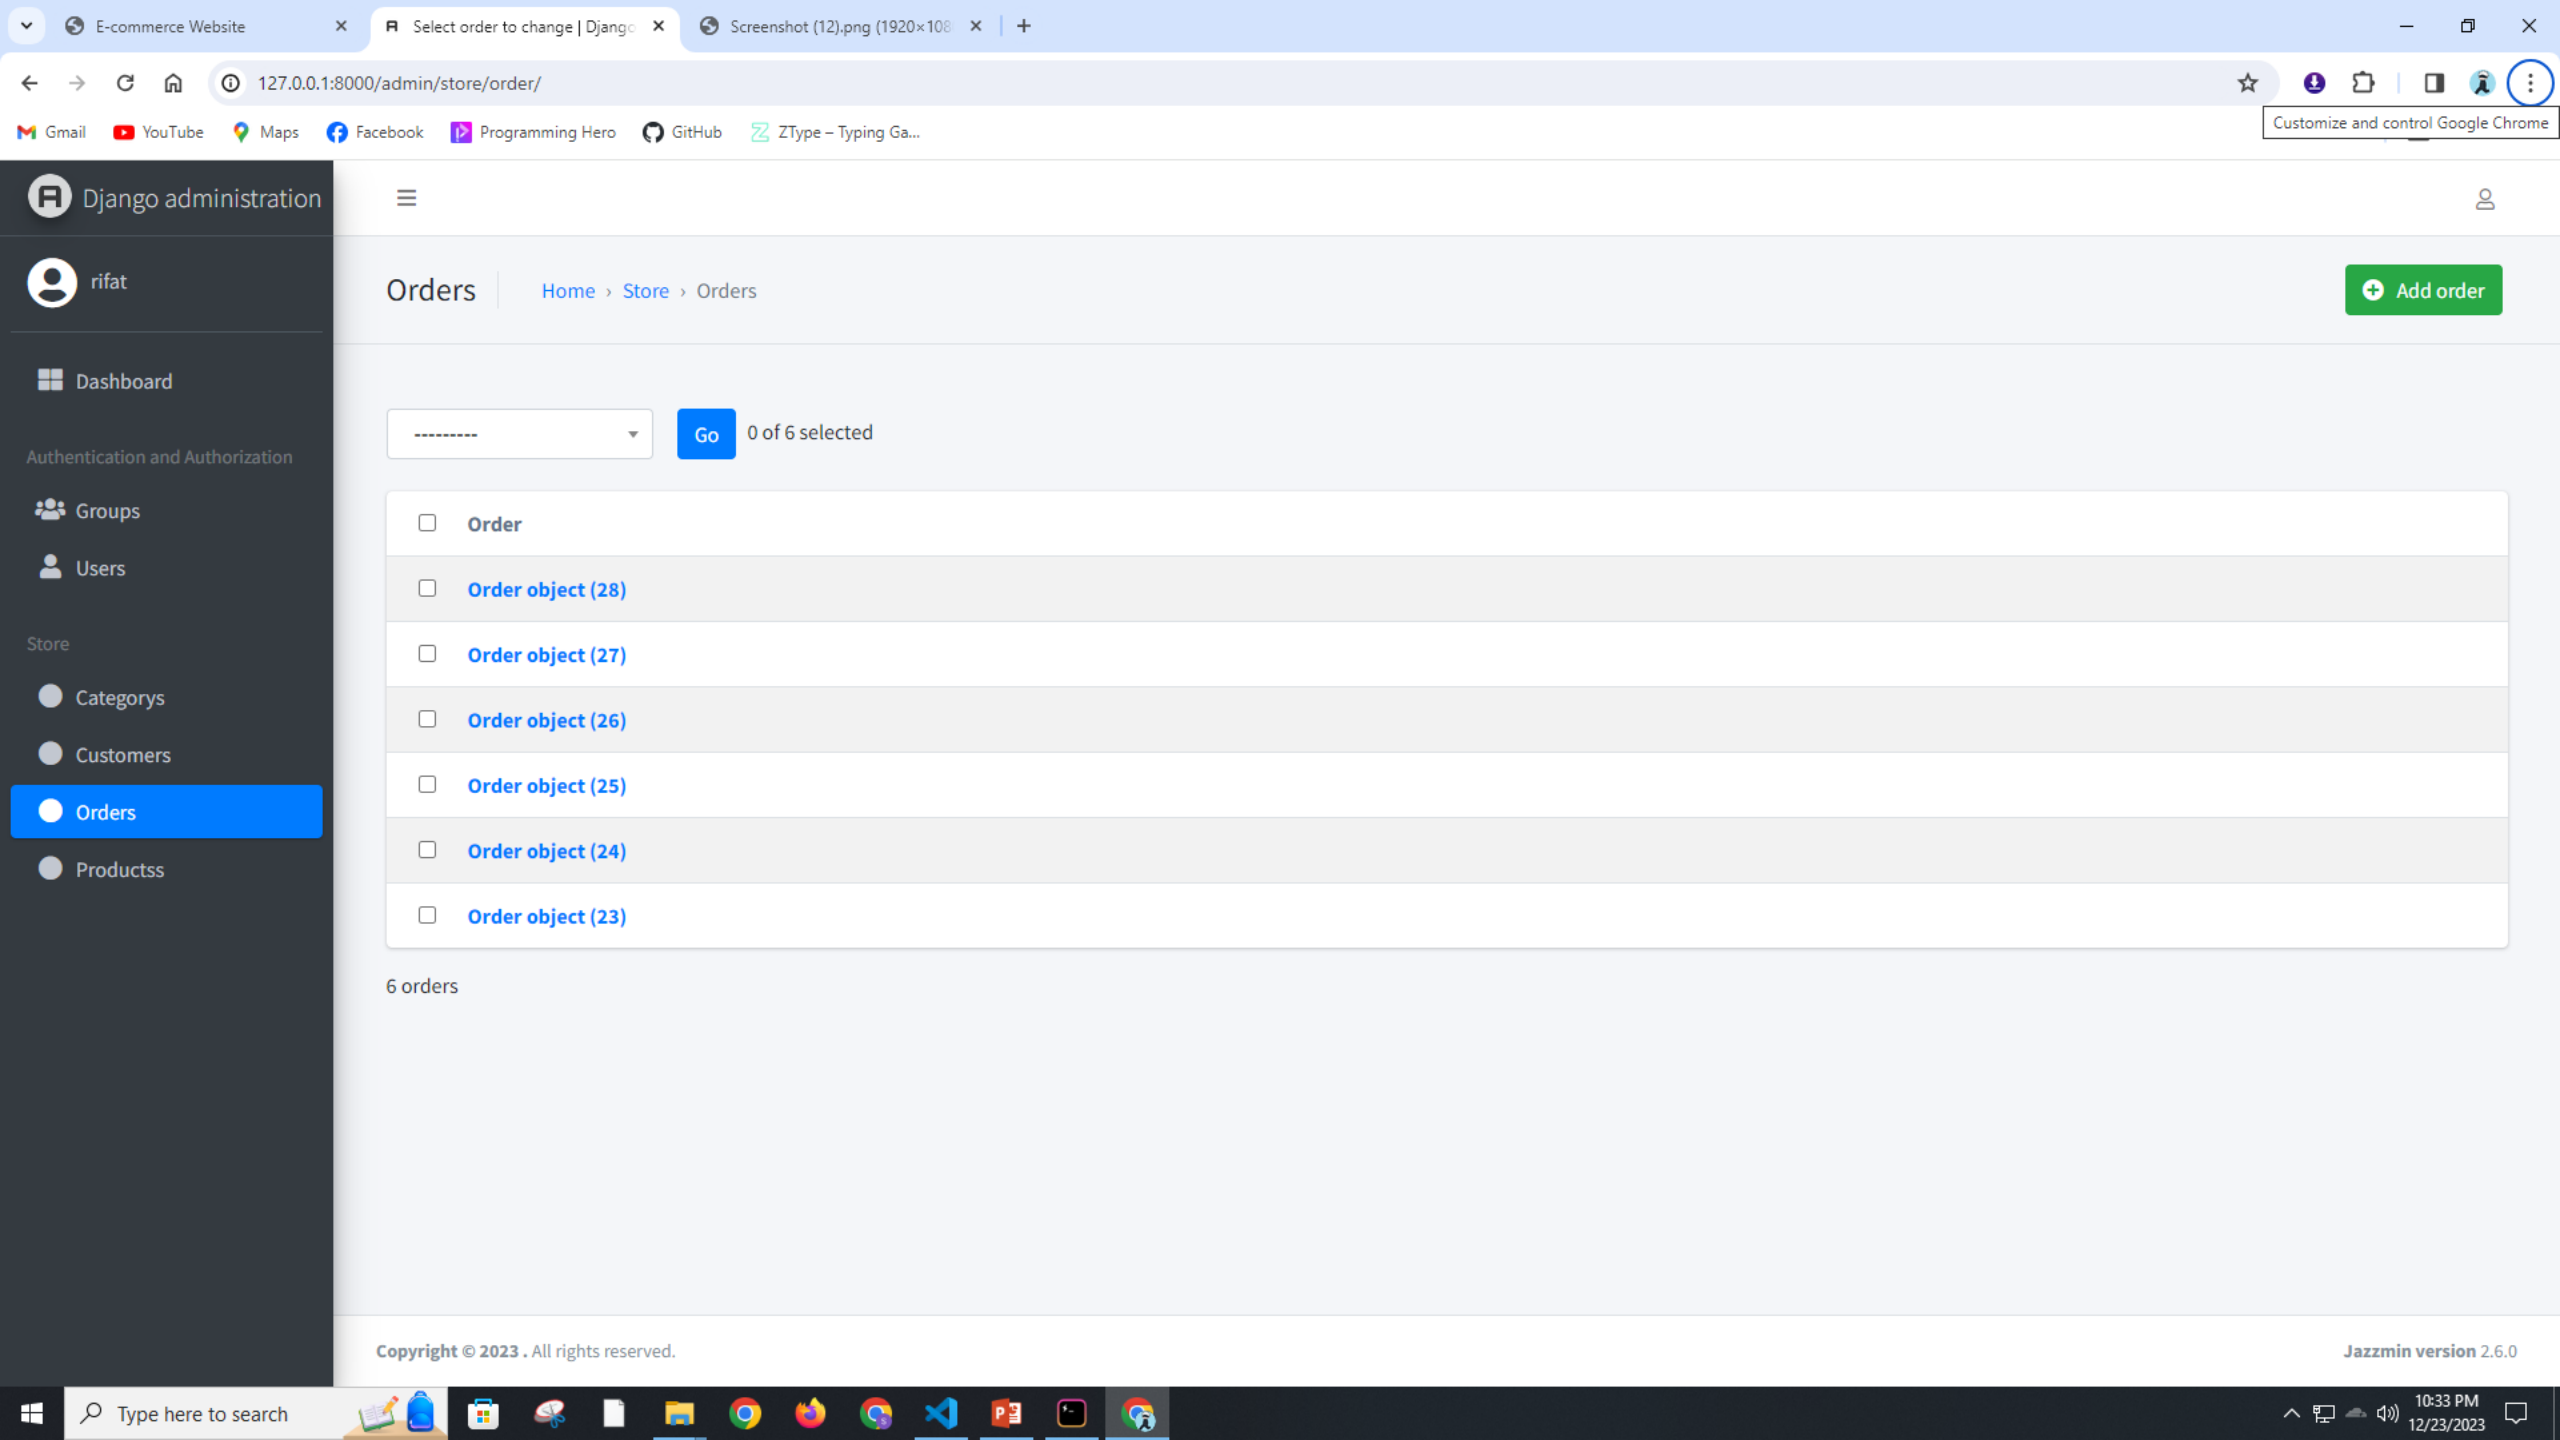 E-commerce Website
Select order to change | Django
Screenshot (12).png (1920×108
127.0.0.1:8000/admin/store/order/
Gmail YouTube Maps Facebook Programming Hero GitHub ZType – Typing Ga...
Customize and control Google Chrome
Django administration
rifat
Dashboard
Authentication and Authorization
Groups
Users
Store
Categorys
Customers
Orders
Productss
Orders Home › Store › Orders
Add order
--------- Go 0 of 6 selected
Order
Order object (28)
Order object (27)
Order object (26)
Order object (25)
Order object (24)
Order object (23)
6 orders
Copyright © 2023 . All rights reserved.
Jazzmin version 2.6.0
Type here to search
10:33 PM
12/23/2023